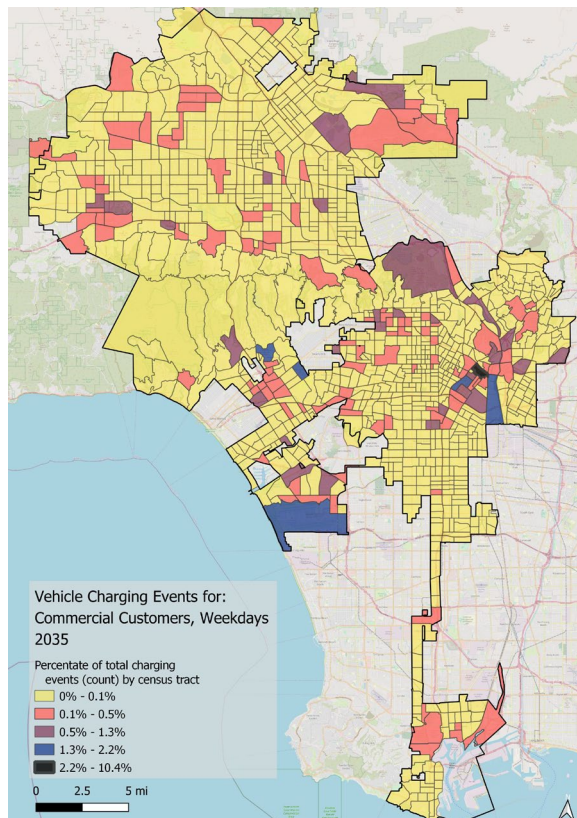 Vehicle Charging Events for:
Commercial Customers, Weekdays
2035
Percentate of total charging
events (count) by census tract
0% - 0.1%
0.1% - 0.5%
0.5% - 1.3%
1.3% - 2.2%
2.2% - 10.4%
0 2.5 5 mi